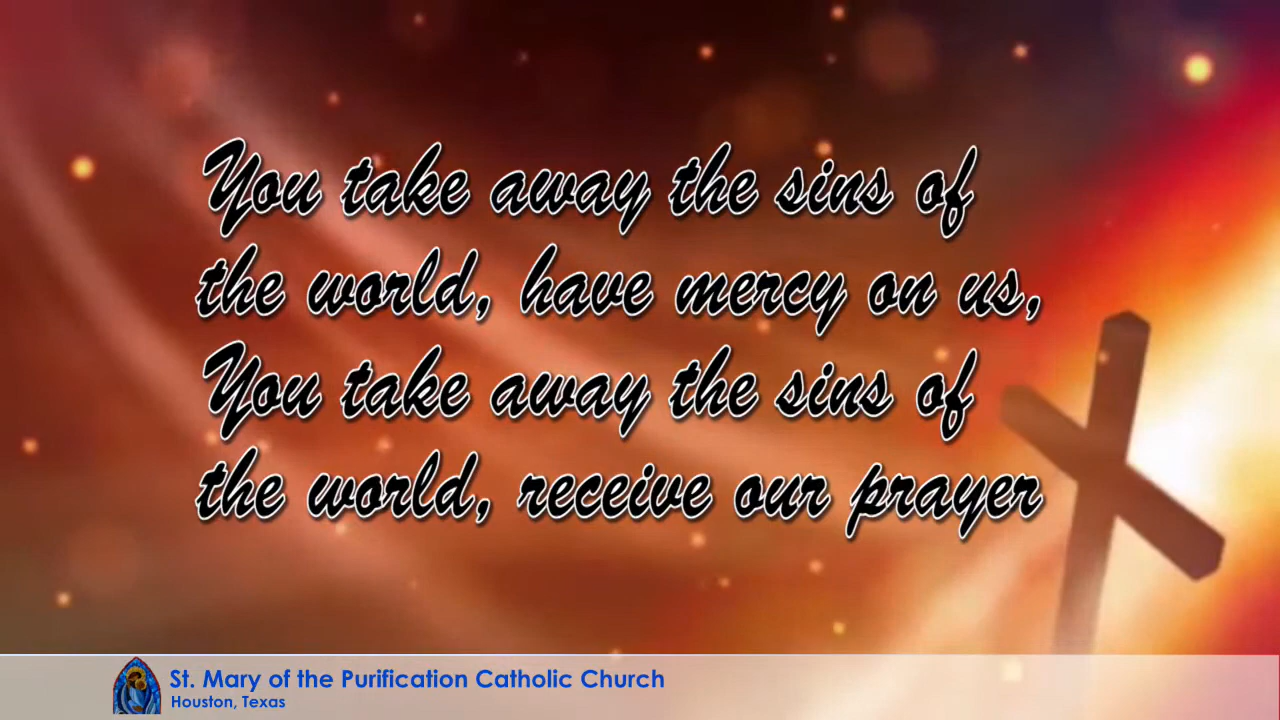 You take away the sins of
the world, have mercy on us,
You take away the sins of
the world, receive our prayer
St. Mary of the Purification Catholic Church
Houston, Texas